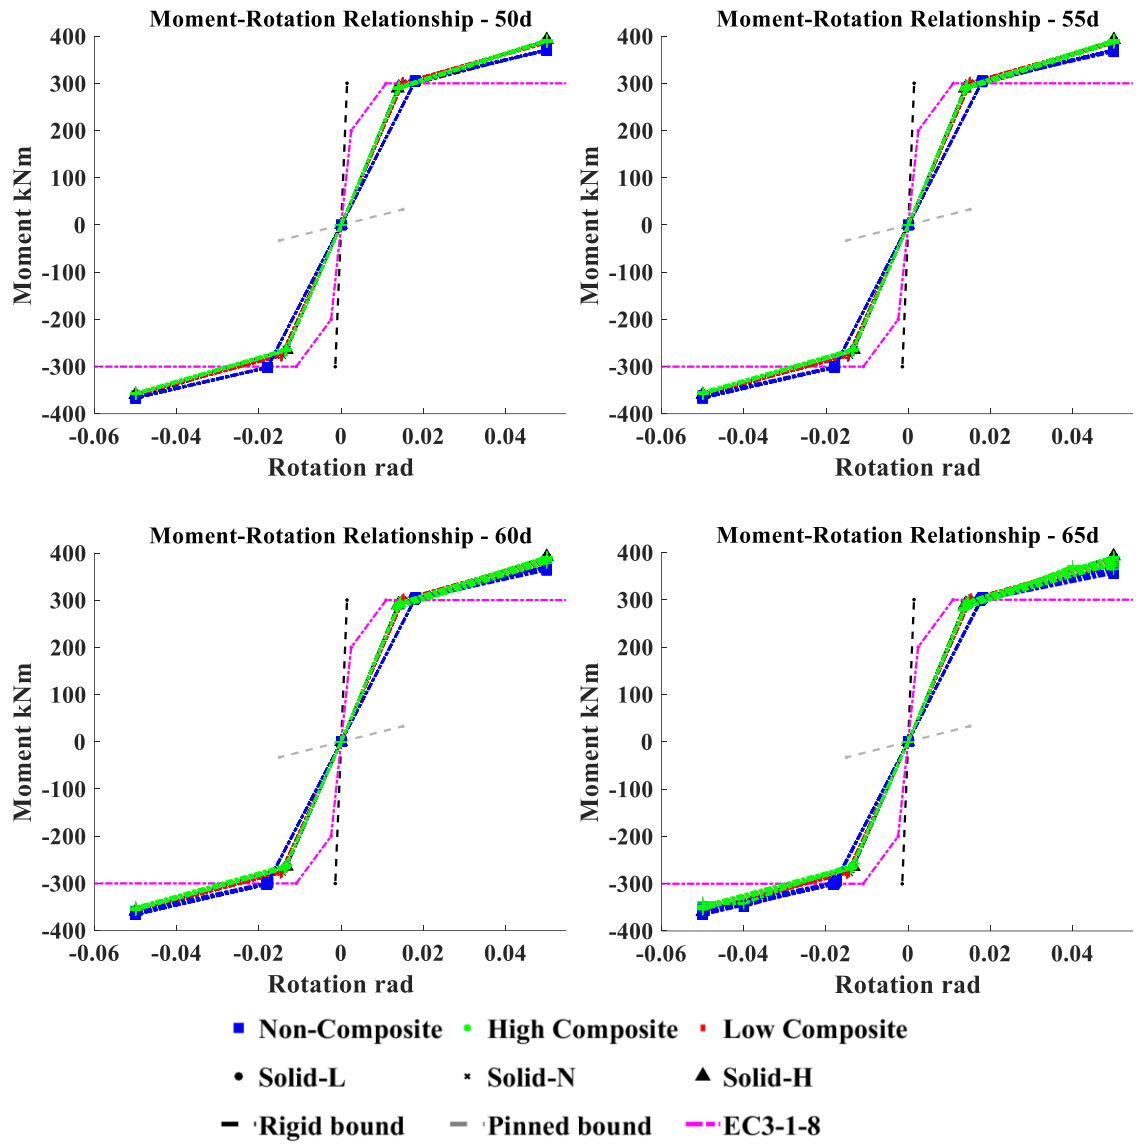 Moment-Rotation Relationship - 50d
400
300
200
100
0
-100
-200
-300
-400
Moment kNm
-0.06 -0.04 -0.02 0 0.02 0.04
Rotation rad
Moment-Rotation Relationship - 55d
400
300
200
100
0
-100
-200
-300
-400
Moment kNm
-0.06 -0.04 -0.02 0 0.02 0.04
Rotation rad
Moment-Rotation Relationship - 60d
400
300
200
100
0
-100
-200
-300
-400
Moment kNm
-0.06 -0.04 -0.02 0 0.02 0.04
Rotation rad
Moment-Rotation Relationship - 65d
400
300
200
100
0
-100
-200
-300
-400
Moment kNm
-0.06 -0.04 -0.02 0 0.02 0.04
Rotation rad
Non-Composite High Composite Low Composite
Solid-L Solid-N Solid-H
Rigid bound Pinned bound EC3-1-8